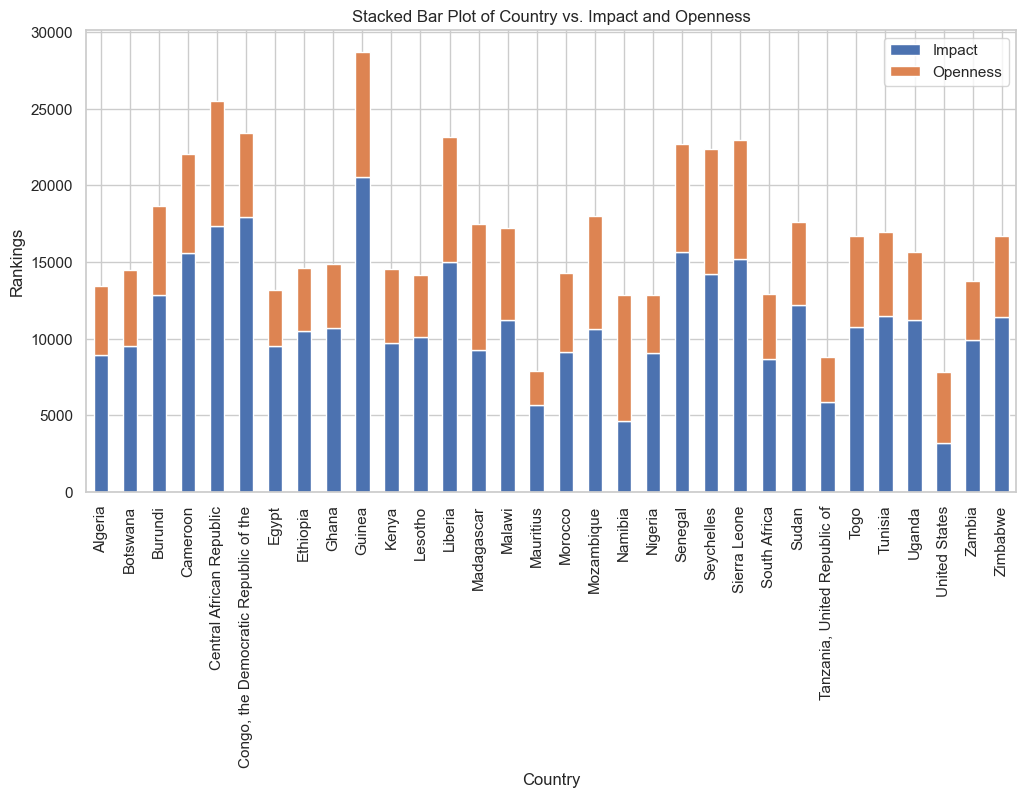 Stacked Bar Plot of Country vs. Impact and Openness
Impact
Openness
Rankings
30000
25000
20000
15000
10000
5000
0
Algeria
Botswana
Burundi
Cameroon
Central African Republic
Congo, the Democratic Republic of the
Egypt
Ethiopia
Ghana
Guinea
Kenya
Lesotho
Liberia
Madagascar
Malawi
Mauritius
Morocco
Mozambique
Namibia
Nigeria
Senegal
Seychelles
Sierra Leone
South Africa
Sudan
Tanzania, United Republic of
Togo
Tunisia
Uganda
United States
Zambia
Zimbabwe
Country